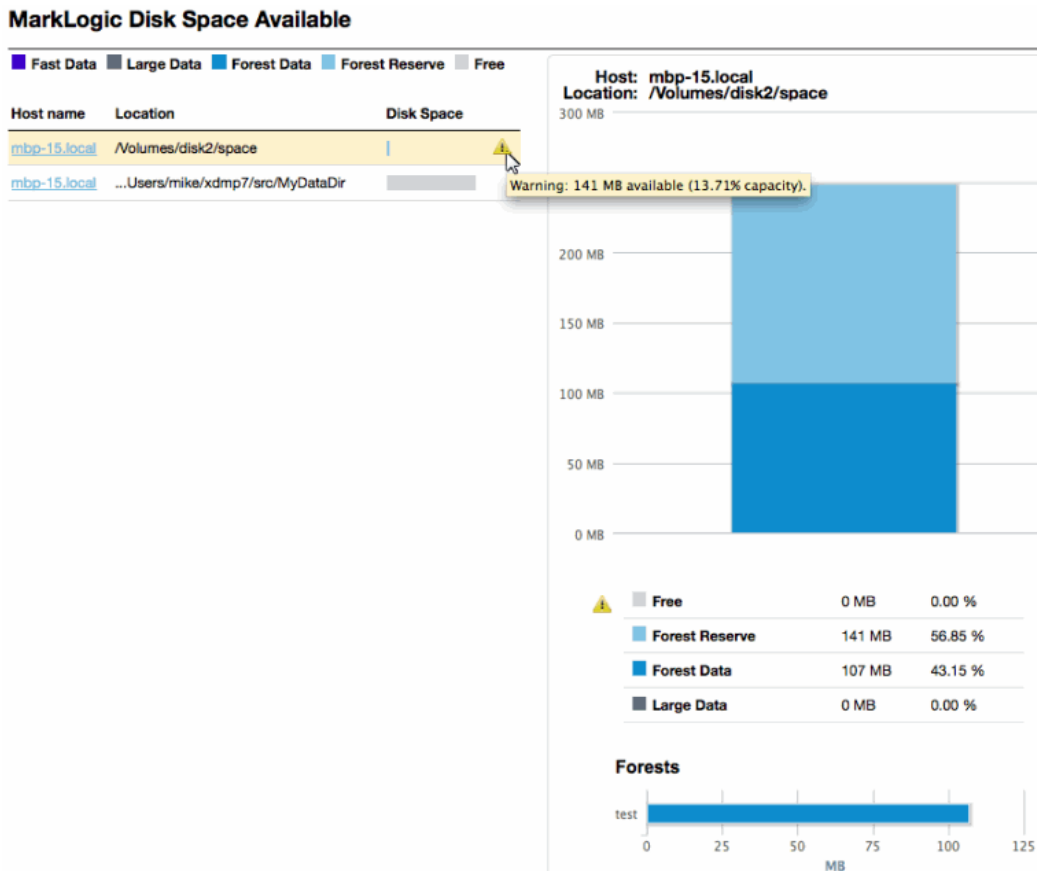 MarkLogic Disk Space Available
Fast Data Large Data Forest Data Forest Reserve Free
Host name Location Disk Space
mbp-15.local /Volumes/disk2/space
mbp-15.local ...Users/mike/xdmp7/src/MyDataDir
Warning: 141 MB available (13.71% capacity).
Host: mbp-15.local
Location: /Volumes/disk2/space
300 MB
200 MB
150 MB
100 MB
50 MB
0 MB
Free 0 MB 0.00 %
Forest Reserve 141 MB 56.85 %
Forest Data 107 MB 43.15 %
Large Data 0 MB 0.00 %
Forests
test
0 25 50 75 100 125
MB